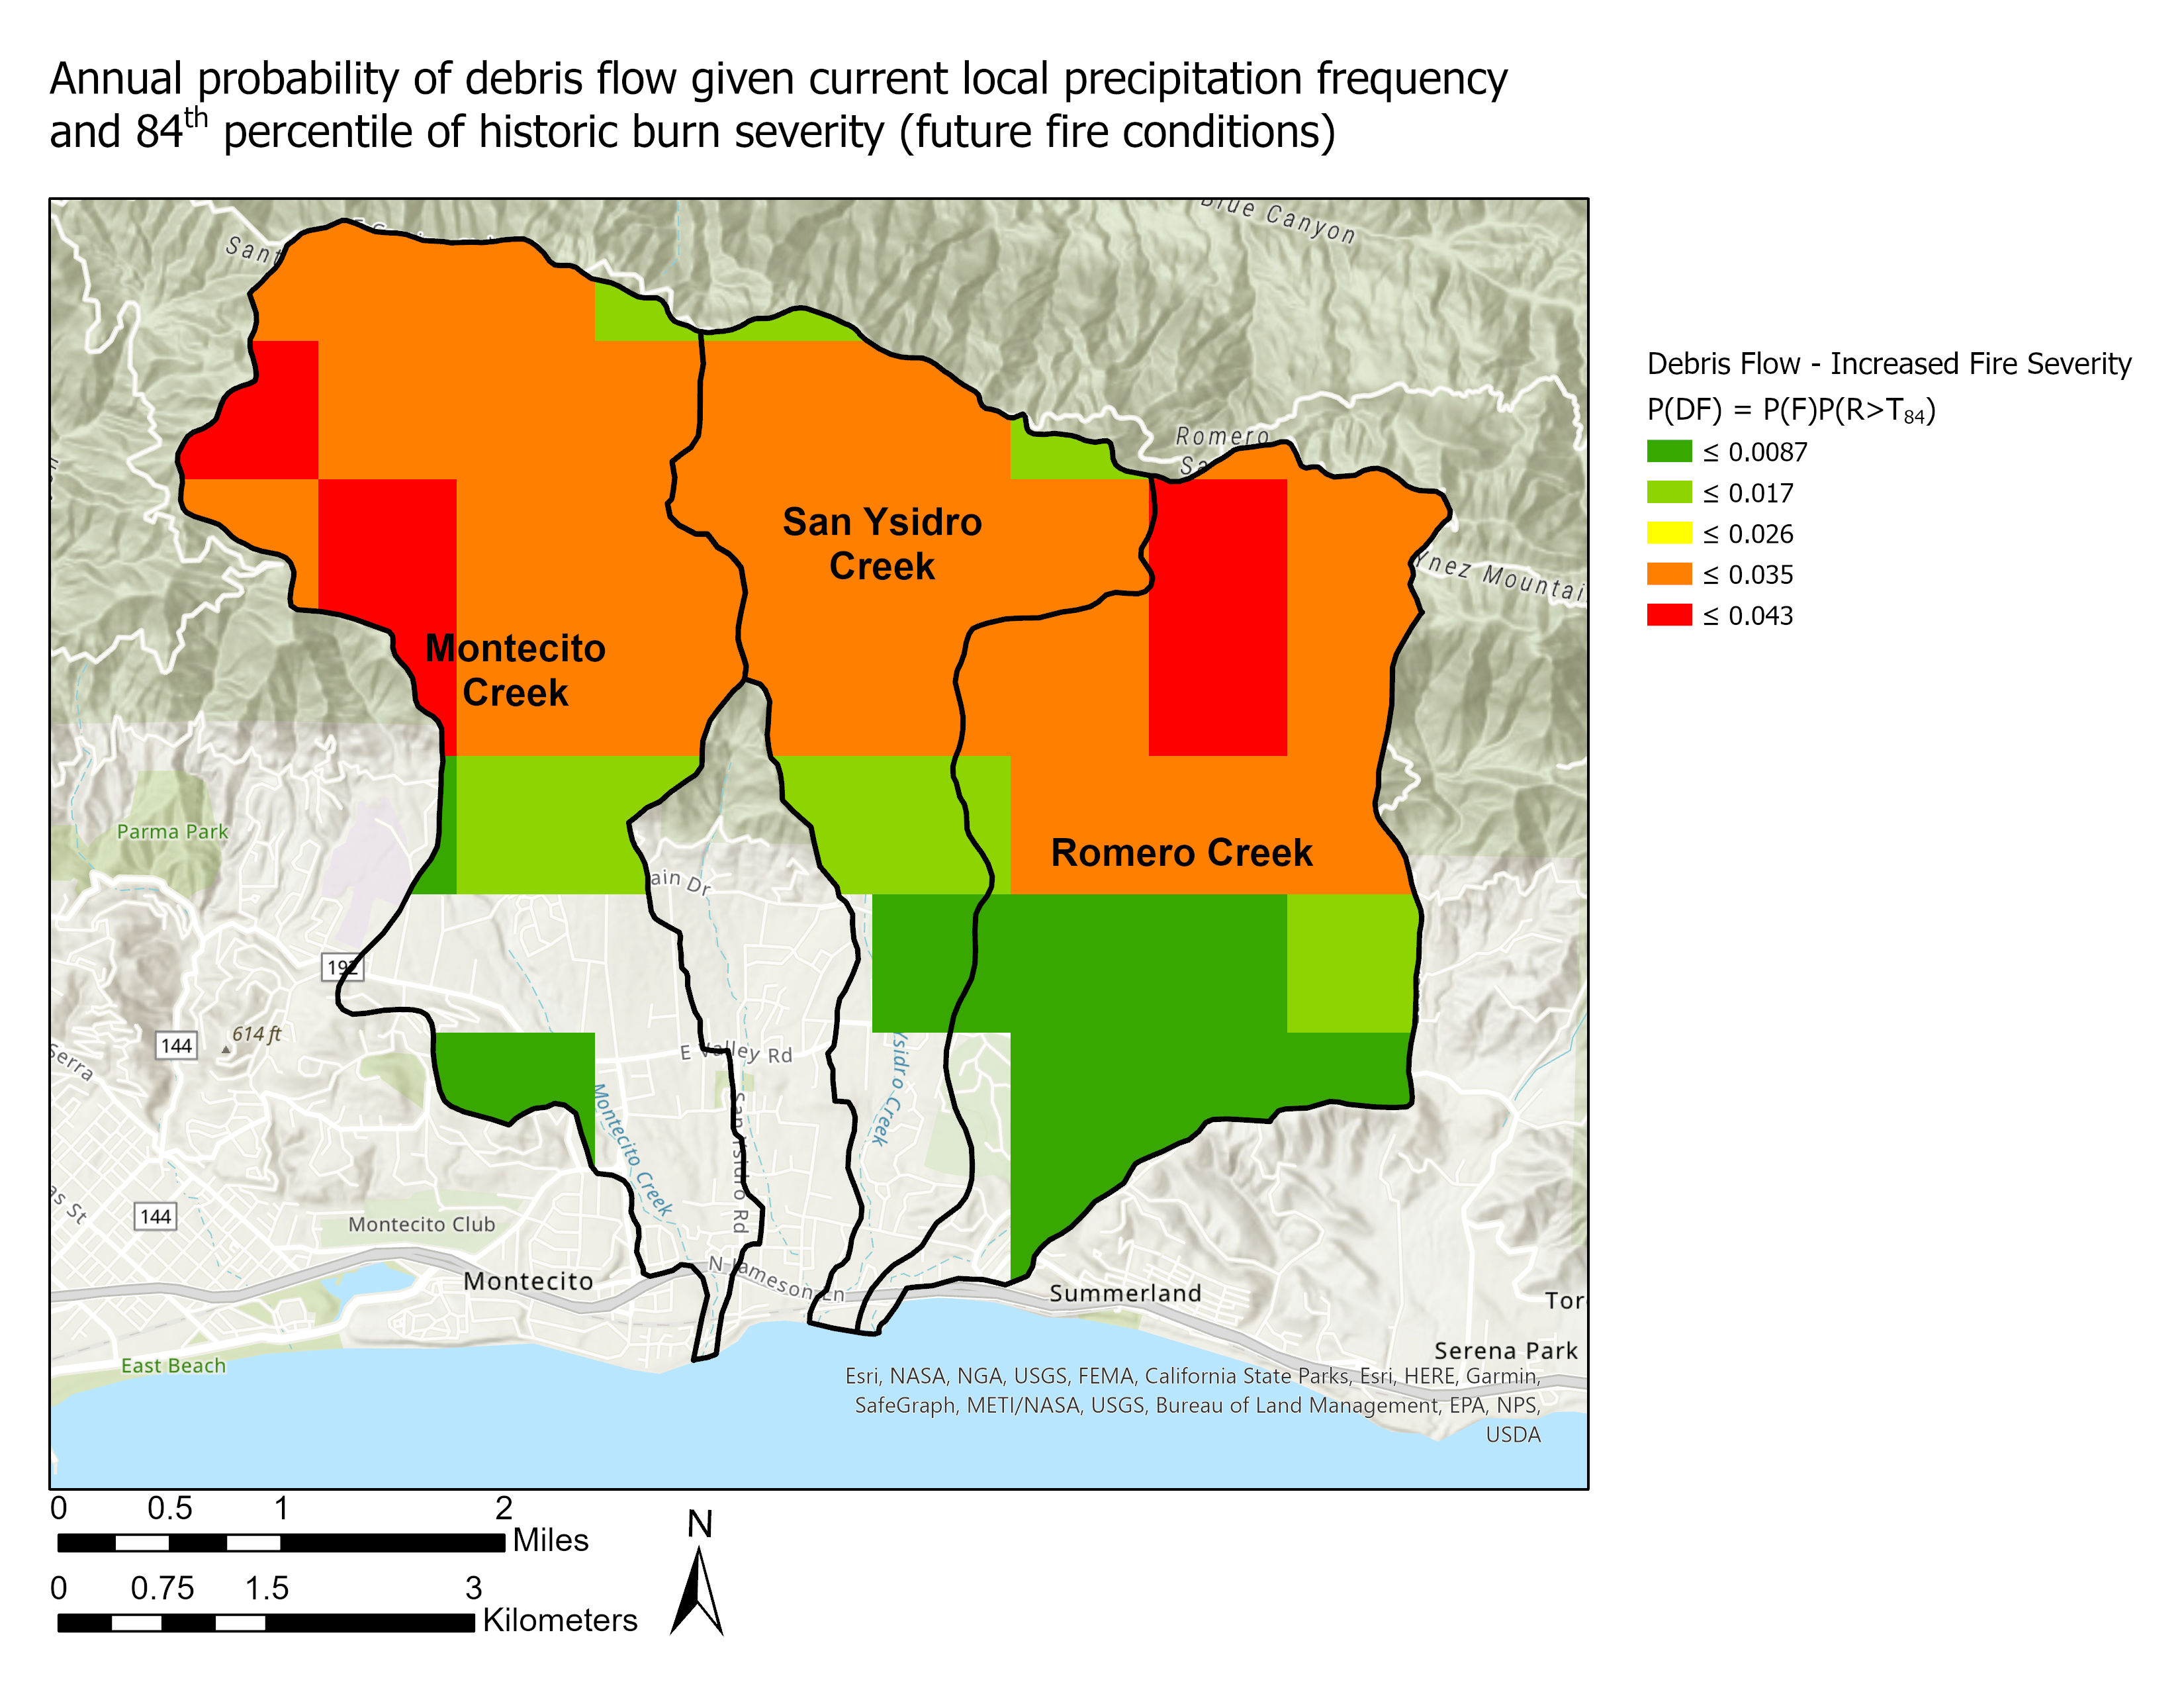 Annual probability of debris flow given current local precipitation frequency
and 84th percentile of historic burn severity (future fire conditions)
Blue Canyon
Sant
Romero
Sa
Ynez Mountai
San Ysidro
Creek
Montecito
Creek
Romero Creek
Parma Park
ain Dr
192
614 ft
144
E Valley Rd
Serra
Montecito Creek
San Ysidro Rd
Ysidro Creek
as St
144
Montecito Club
N Jameson Ln
Montecito
Summerland
Tor
Serena Park
East Beach
Esri, NASA, NGA, USGS, FEMA, California State Parks, Esri, HERE, Garmin,
SafeGraph, METI/NASA, USGS, Bureau of Land Management, EPA, NPS,
USDA
Debris Flow - Increased Fire Severity
P(DF) = P(F)P(R>T84)
≤ 0.0087
≤ 0.017
≤ 0.026
≤ 0.035
≤ 0.043
0 0.5 1 2
Miles
0 0.75 1.5 3
Kilometers
N